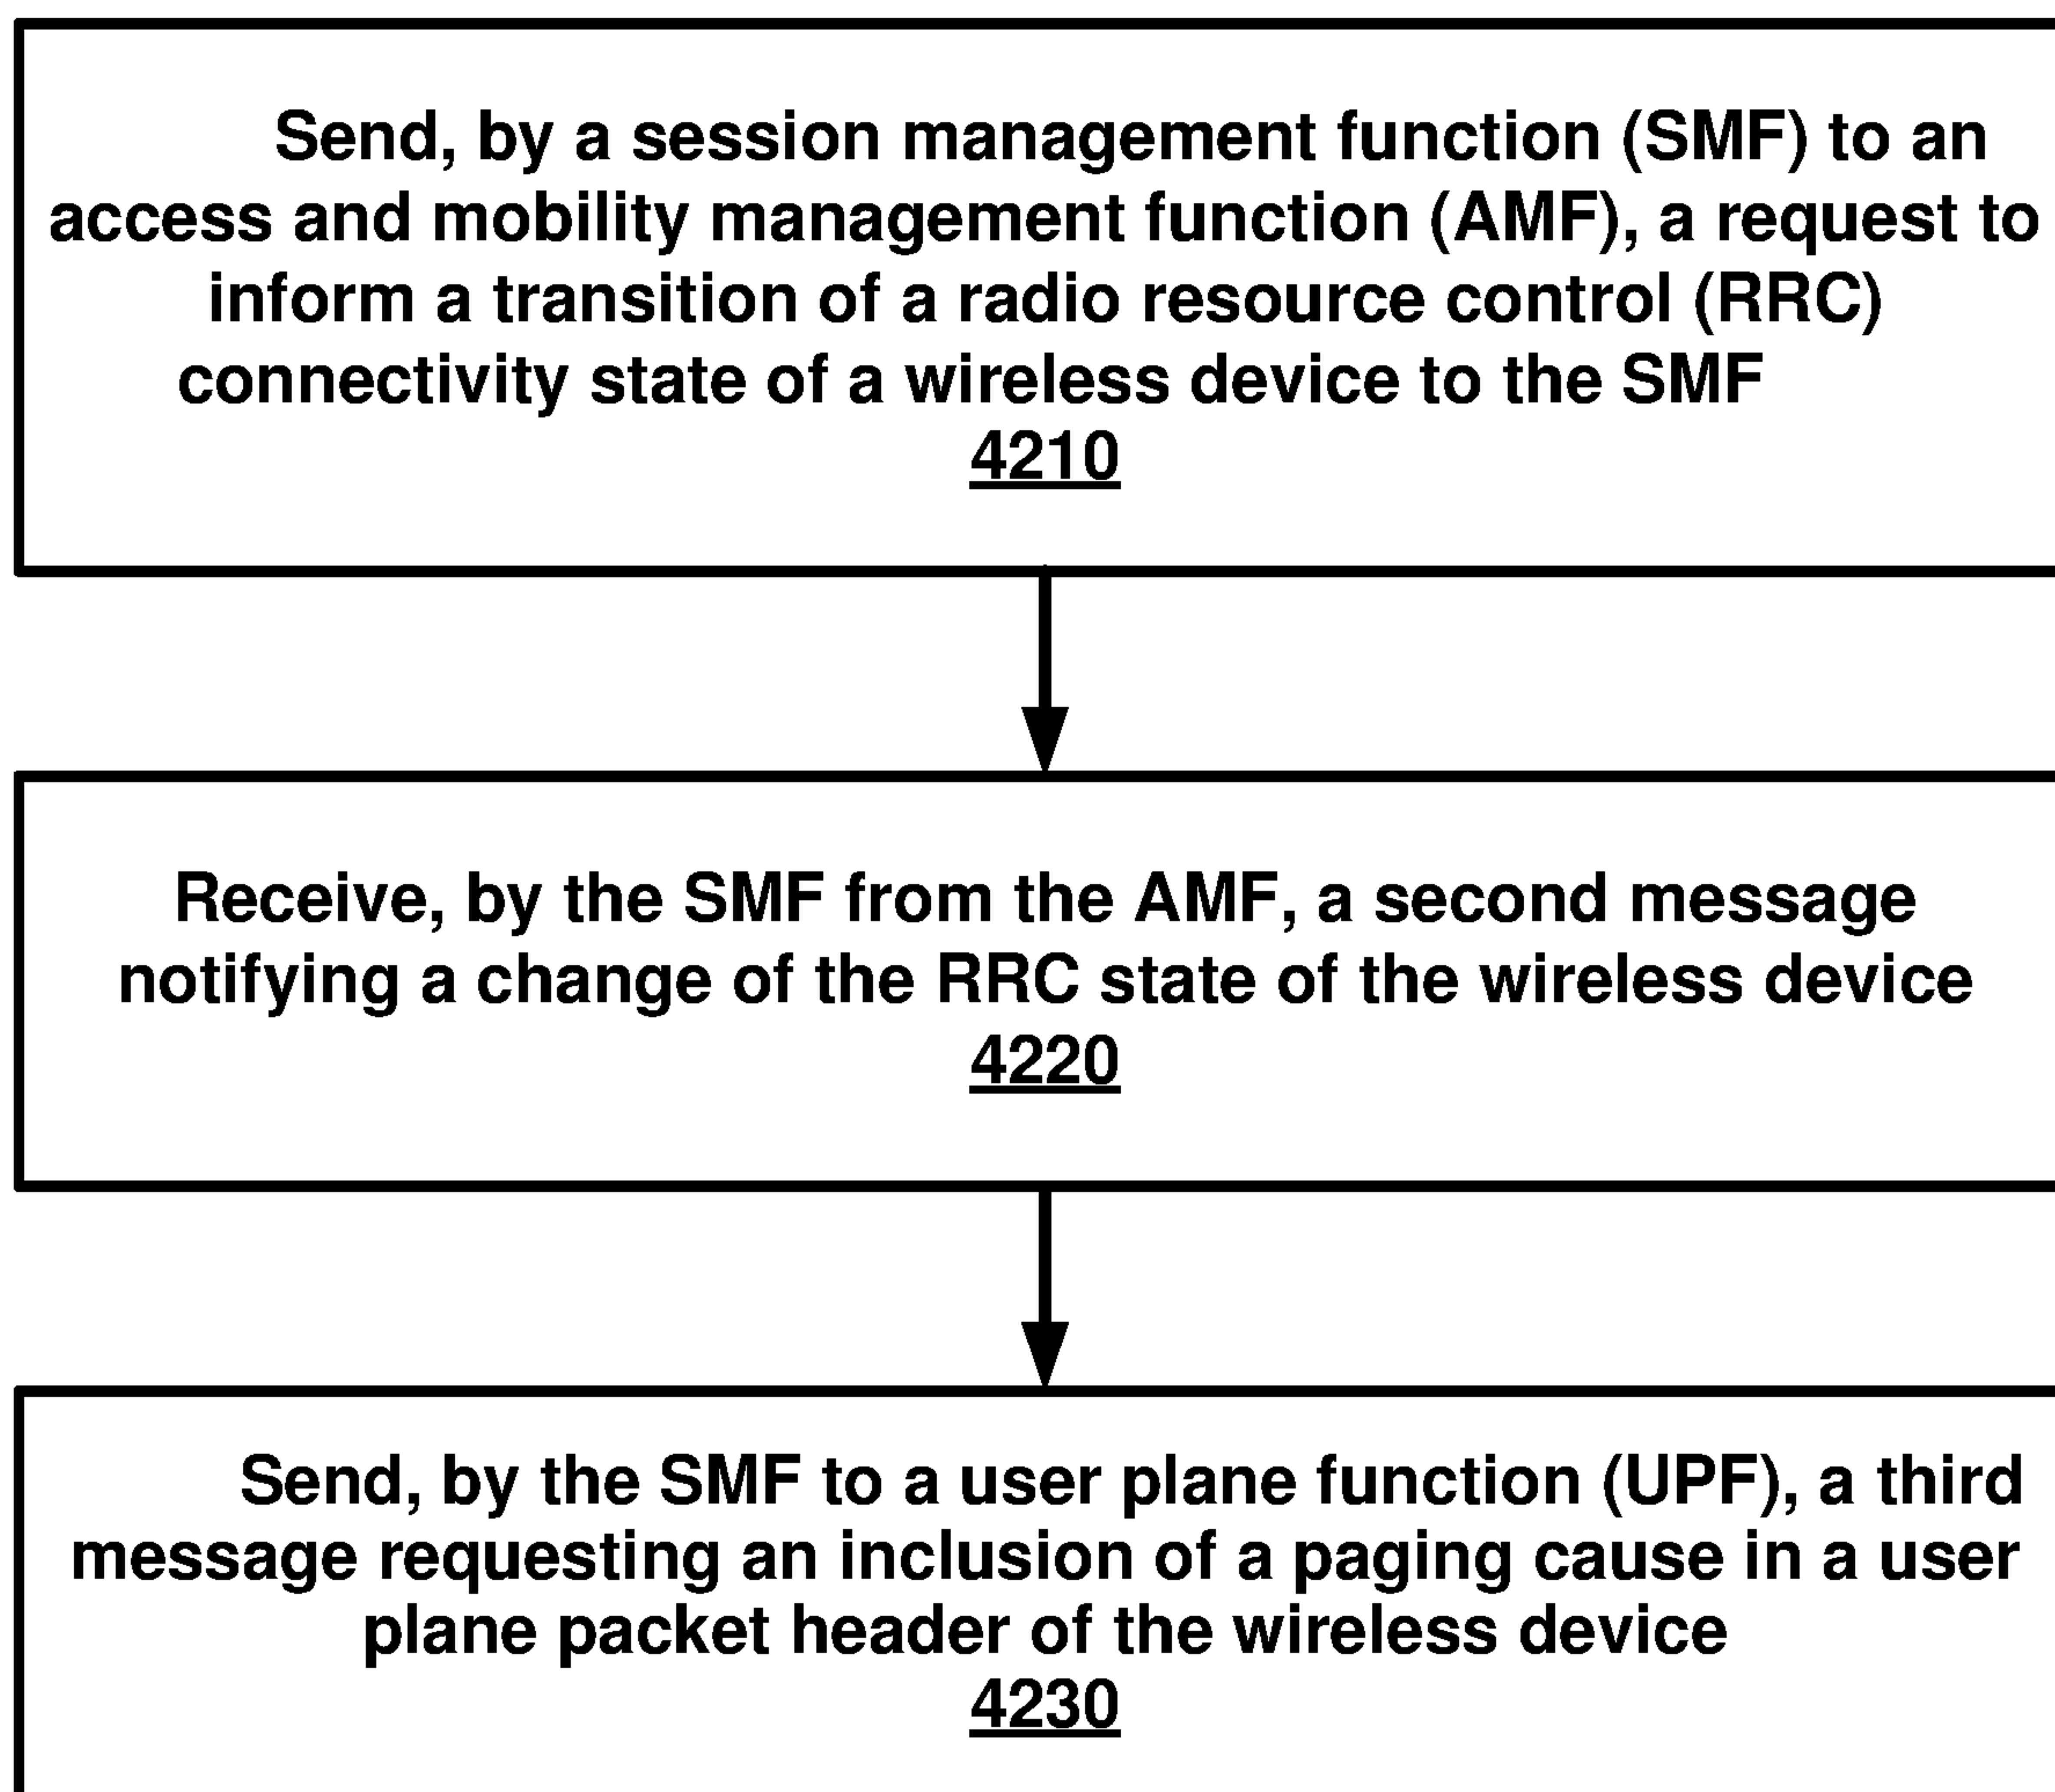 Send, by a session management function (SMF) to an
access and mobility management function (AMF), a request to
inform a transition of a radio resource control (RRC)
connectivity state of a wireless device to the SMF
4210
Receive, by the SMF from the AMF, a second message
notifying a change of the RRC state of the wireless device
4220
Send, by the SMF to a user plane function (UPF), a third
message requesting an inclusion of a paging cause in a user
plane packet header of the wireless device
4230